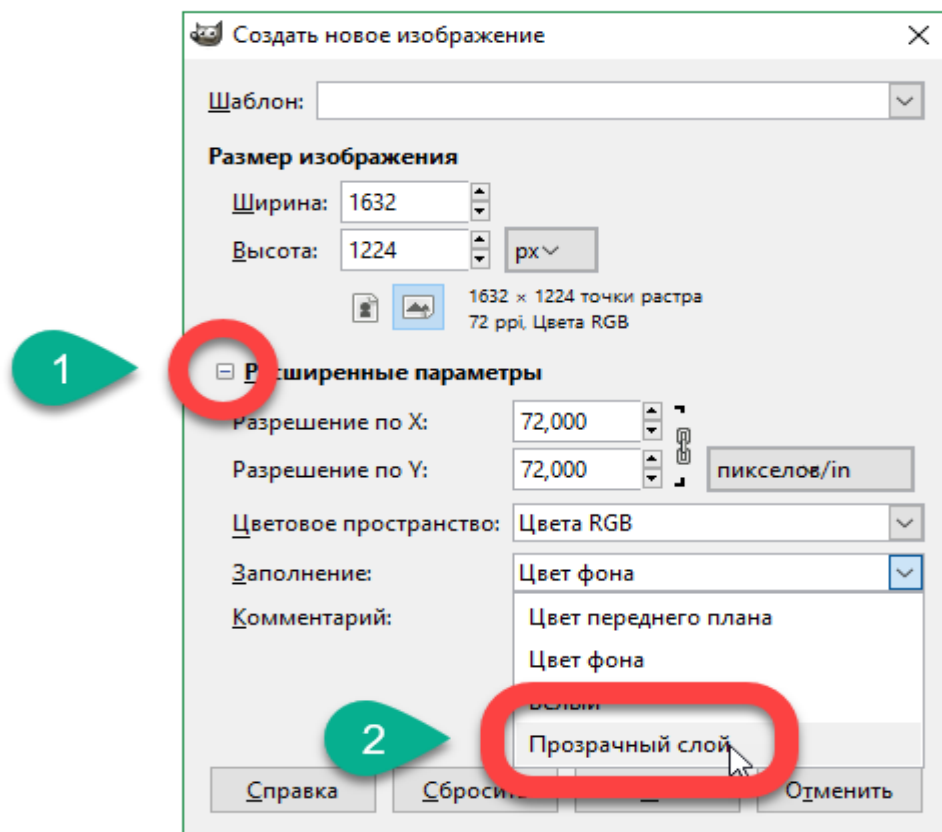 Создать новое изображение
Шаблон:
Размер изображения
Ширина: 1632
Высота: 1224 px
1632 × 1224 точки растра
72 ppi, Цвета RGB
1
Расширенные параметры
Разрешение по X: 72,000
Разрешение по Y: 72,000 пикселов/in
Цветовое пространство: Цвета RGB
Заполнение: Цвет фона
Комментарий: Цвет переднего плана
Цвет фона
Белый
2 Прозрачный слой
Справка Сбросить Отменить